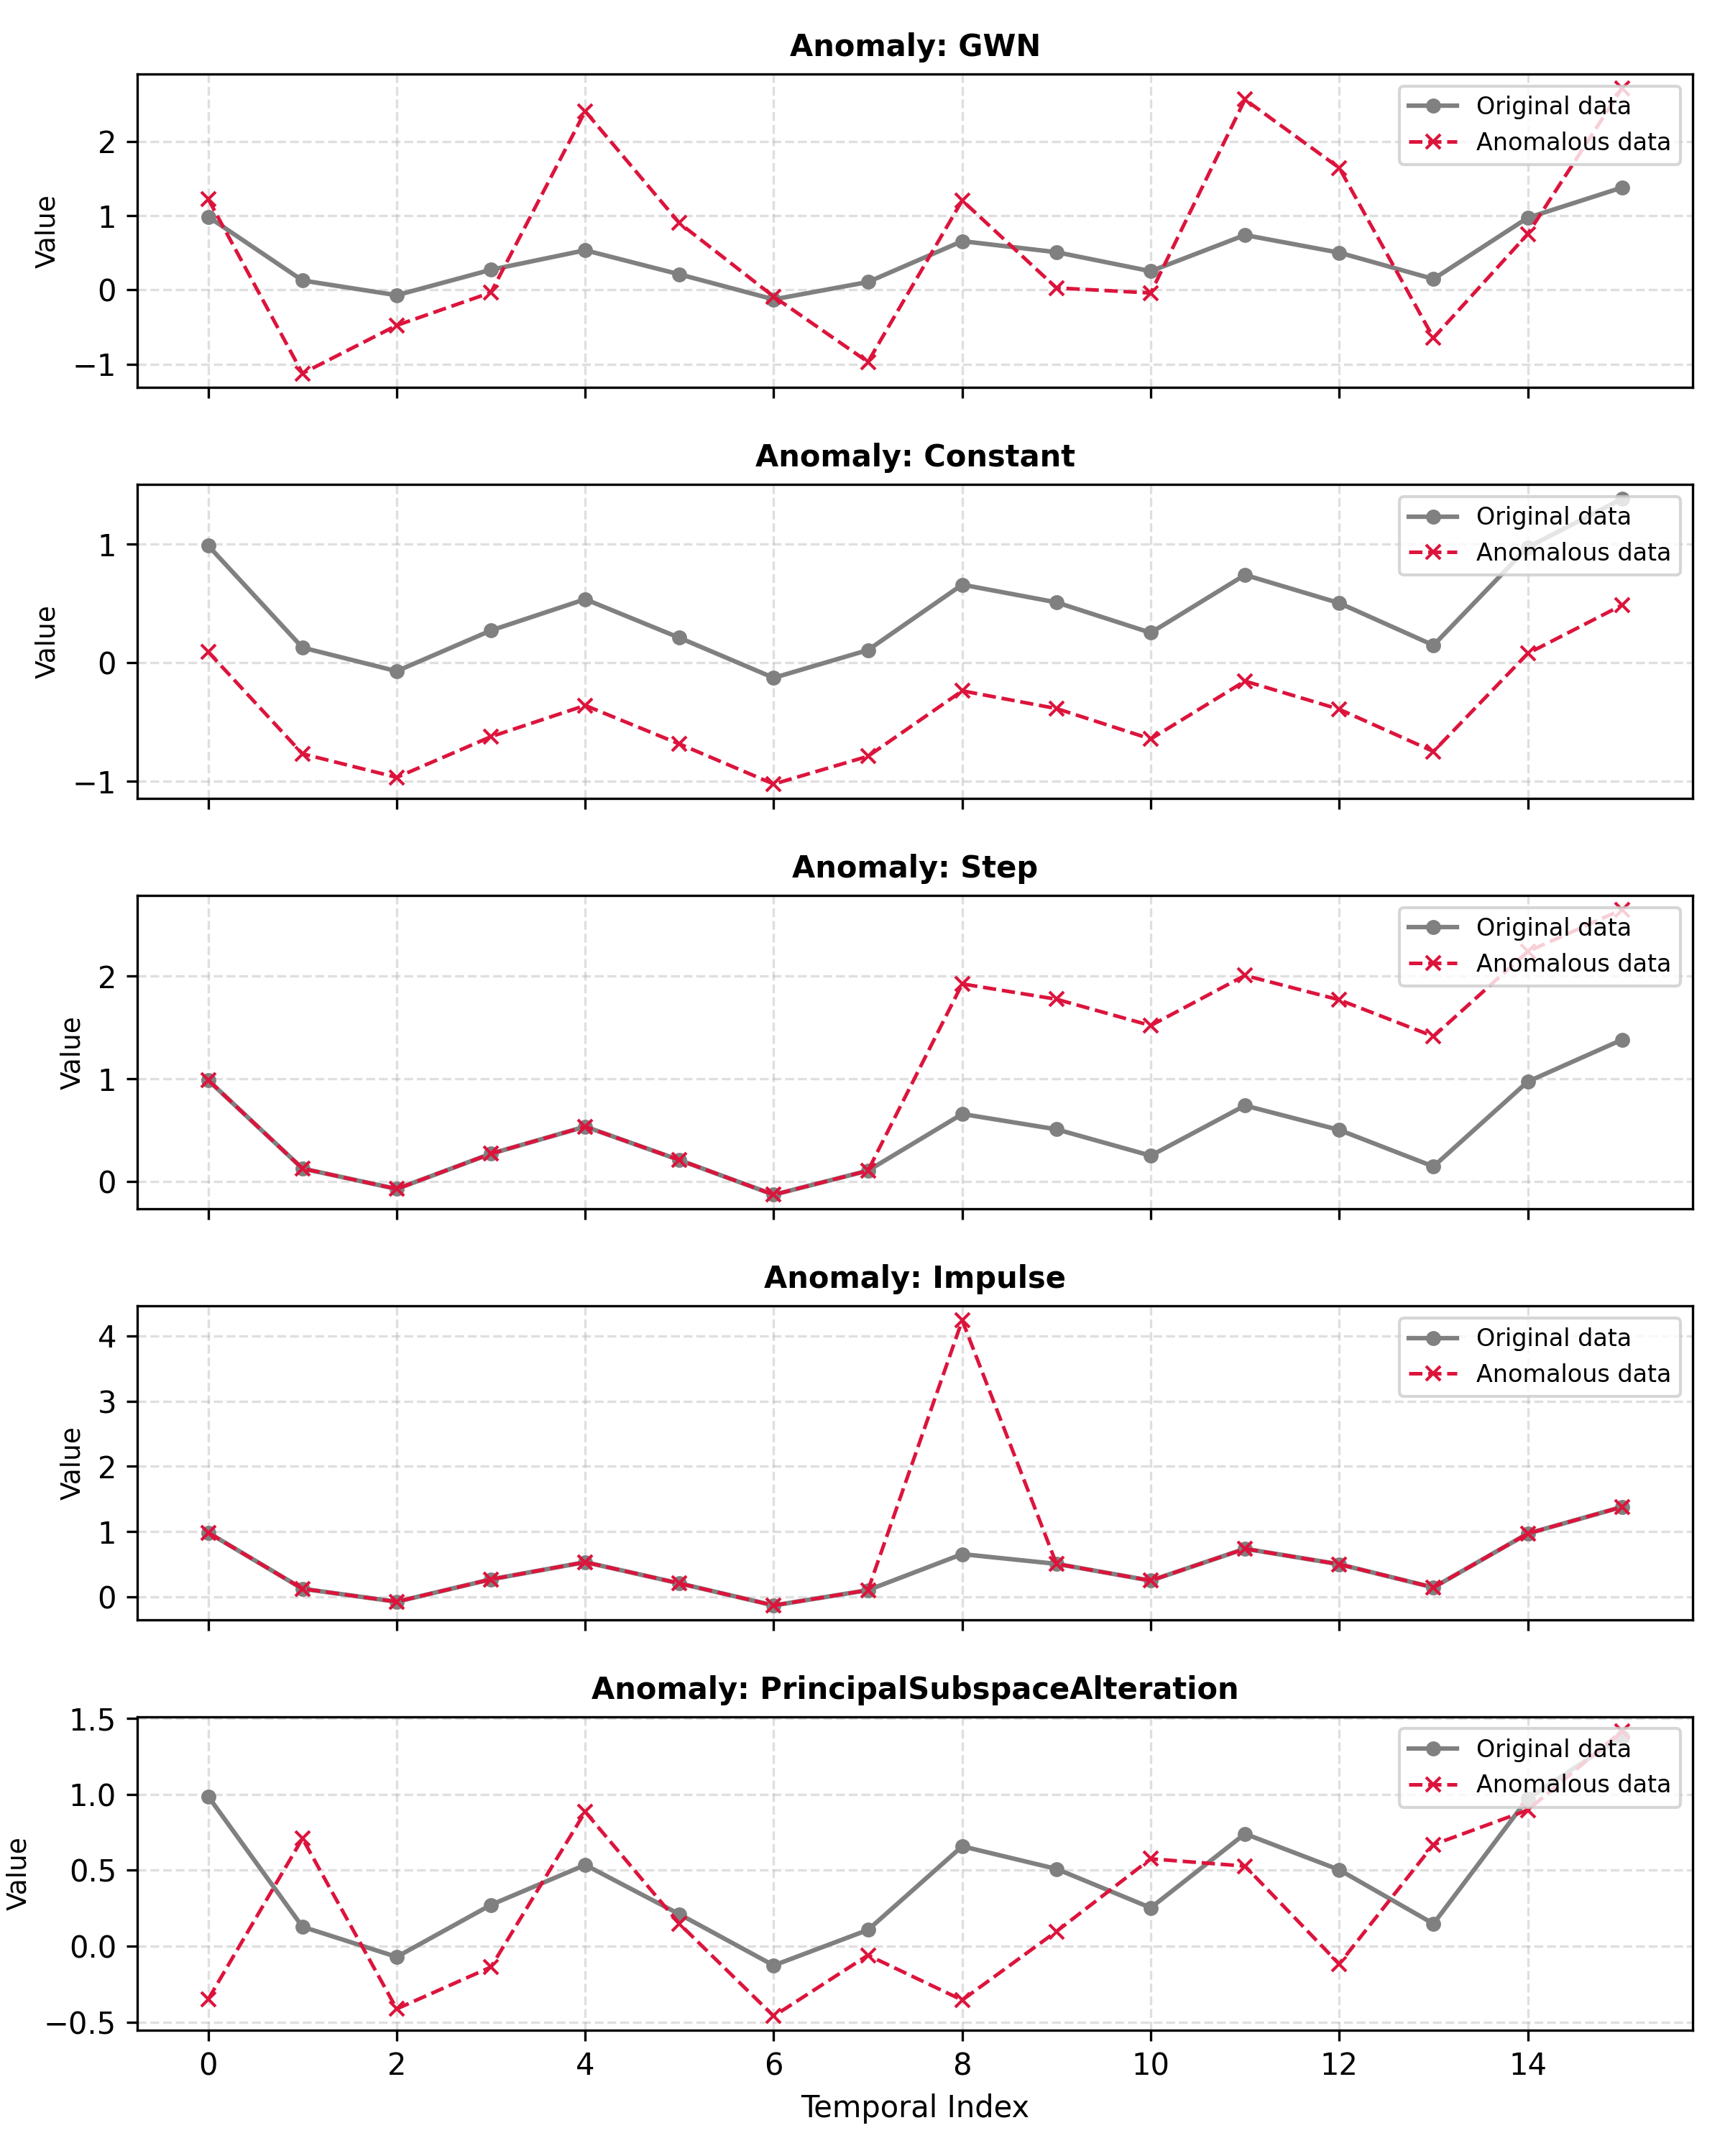 Anomaly: GWN
Value
2
1
0
−1
Original data
Anomalous data
Anomaly: Constant
Value
1
0
−1
Original data
Anomalous data
Anomaly: Step
Value
2
1
0
Original data
Anomalous data
Anomaly: Impulse
Value
4
3
2
1
0
Original data
Anomalous data
Anomaly: PrincipalSubspaceAlteration
Value
1.5
1.0
0.5
0.0
−0.5
Original data
Anomalous data
0 2 4 6 8 10 12 14
Temporal Index